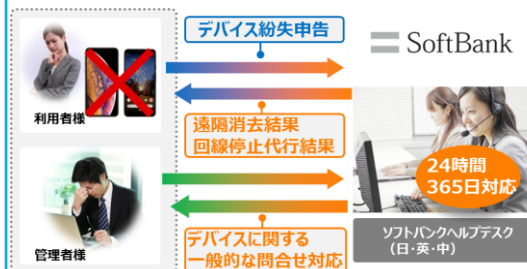 デバイス紛失申告
SoftBank
利用者様
遠隔消去結果
回線停止代行結果
24時間
365日対応
管理者様
デバイスに関する
一般的な問合せ対応
ソフトバンクヘルプデスク
(日・英・中)